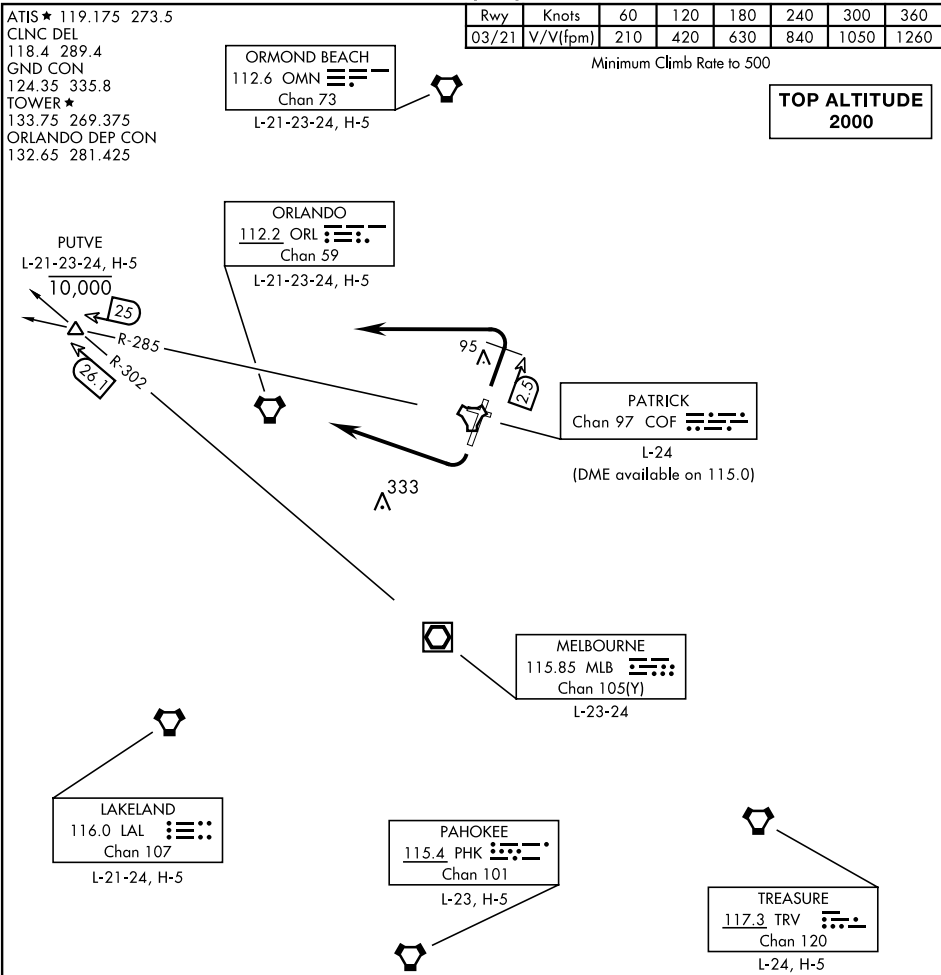 ATIS ★ 119.175 273.5
CLNC DEL
118.4 289.4
GND CON
124.35 335.8
TOWER ★
133.75 269.375
ORLANDO DEP CON
132.65 281.425
Rwy Knots 60 120 180 240 300 360
03/21 V/V(fpm) 210 420 630 840 1050 1260
Minimum Climb Rate to 500
TOP ALTITUDE
2000
ORMOND BEACH
112.6 OMN
Chan 73
L-21-23-24, H-5
ORLANDO
112.2 ORL
Chan 59
L-21-23-24, H-5
PUTVE
L-21-23-24, H-5
10,000
25
R-285
26.1
R-302
95
2.5
PATRICK
Chan 97 COF
L-24
(DME available on 115.0)
333
MELBOURNE
115.85 MLB
Chan 105(Y)
L-23-24
LAKELAND
116.0 LAL
Chan 107
L-21-24, H-5
PAHOKEE
115.4 PHK
Chan 101
L-23, H-5
TREASURE
117.3 TRV
Chan 120
L-24, H-5